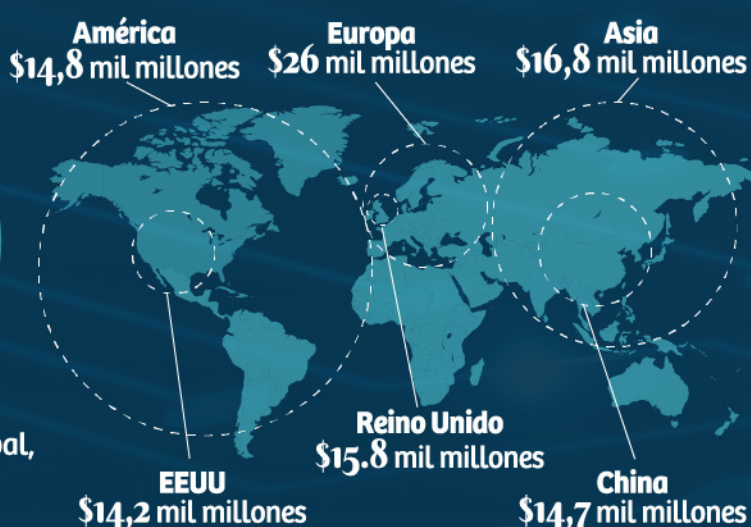 América
$14,8 mil millones
Europa
$26 mil millones
Asia
$16,8 mil millones
Reino Unido
$15.8 mil millones
EEUU
$14,2 mil millones
China
$14,7 mil millones